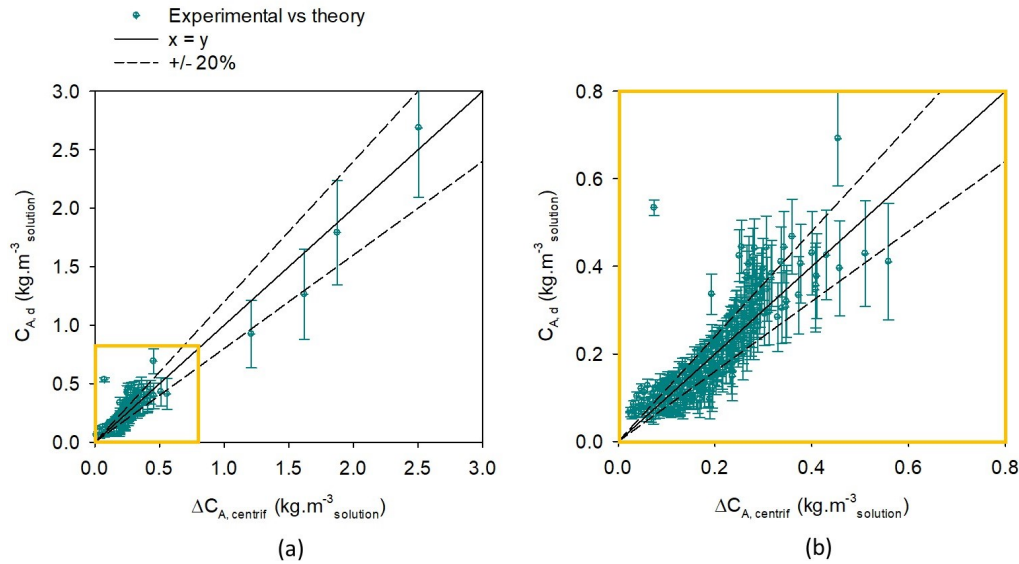 Experimental vs theory
x = y
+/- 20%
3.0
2.5
2.0
1.5
1.0
0.5
0.0
C_A, d (kg.m^-3 solution)
0.0 0.5 1.0 1.5 2.0 2.5 3.0
ΔC_A, centrif (kg.m^-3 solution)
(a)
0.8
0.6
0.4
0.2
0.0
C_A, d (kg.m^-3 solution)
0.0 0.2 0.4 0.6 0.8
ΔC_A, centrif (kg.m^-3 solution)
(b)